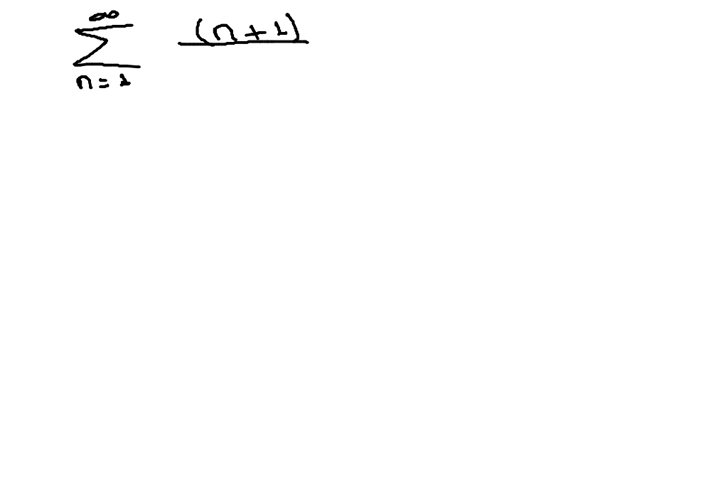 ∞
∑ (n+1)
n=1